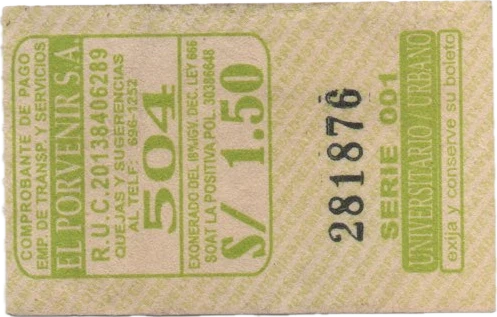 COMPROBANTE DE PAGO
EMP. DE TRANSP. Y SERVICIOS
EL PORVENIR S.A.
R.U.C. 20138406289
QUEJAS Y SUGERENCIAS
AL TELF: 696-1252
504
EXONERADO DEL 18%IGV. DEC. LEY 666
SOAT LA POSITIVA POL. 30386648
S/ 1.50
281876
SERIE 001
UNIVERSITARIO URBANO
exija y conserve su boleto